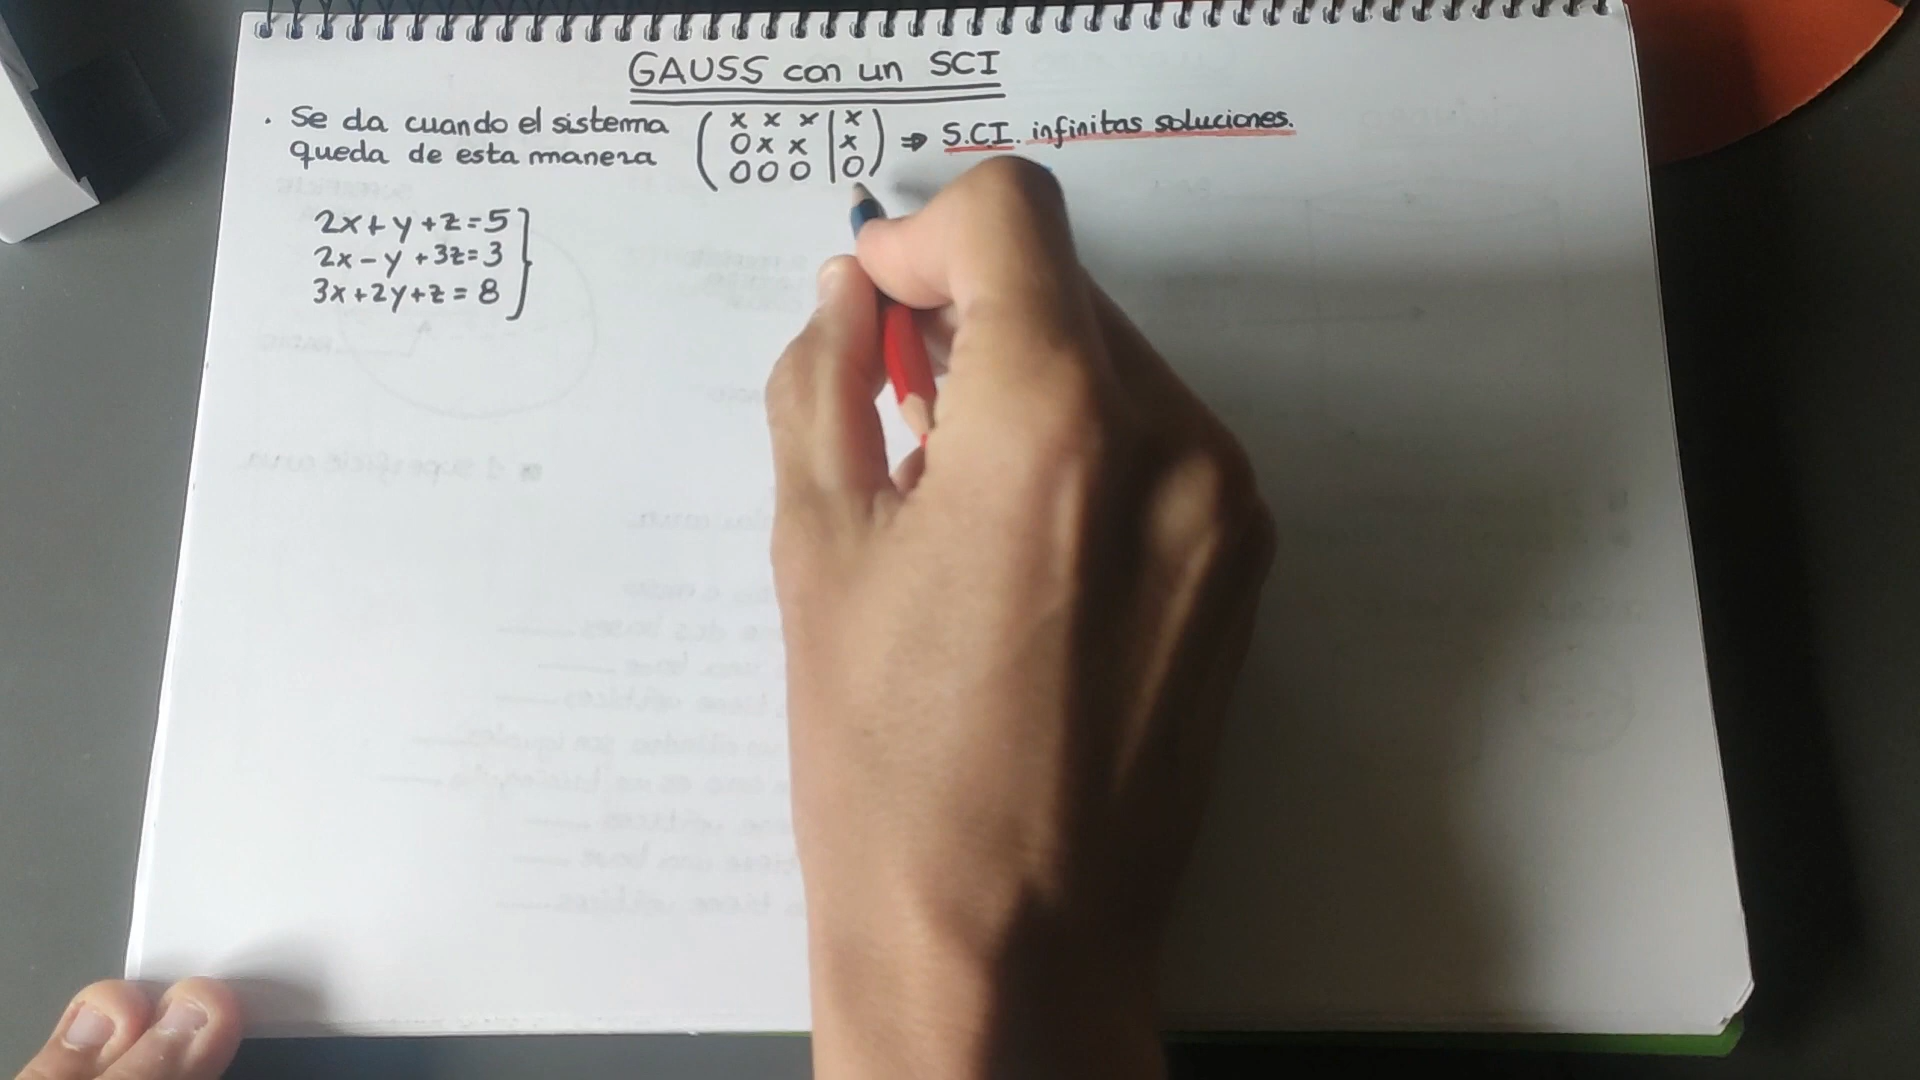 GAUSS con un SCI
. Se da cuando el sistema
queda de esta manera
( x x x | x )
( 0 x x | x )
( 0 0 0 | 0 )
⇒ S.C.I. infinitas soluciones.
2x+y+z=5
2x-y+3z=3
3x+2y+z=8